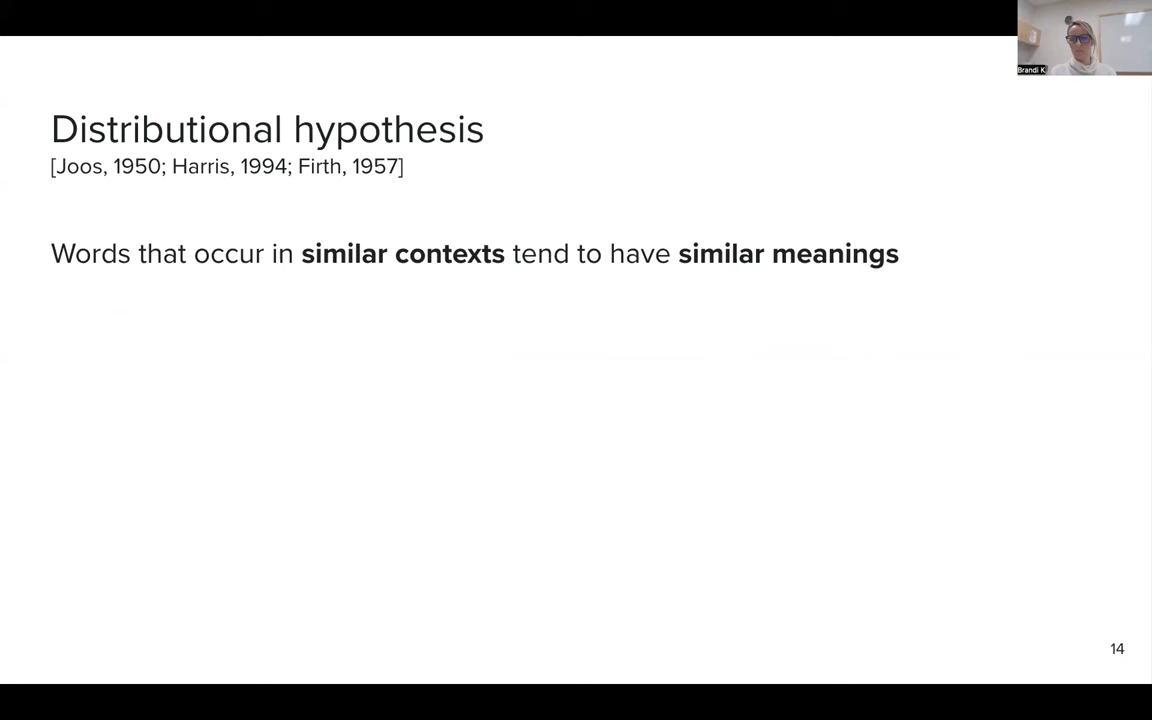 Brandi K
Distributional hypothesis
[Joos, 1950; Harris, 1994; Firth, 1957]
Words that occur in similar contexts tend to have similar meanings
14